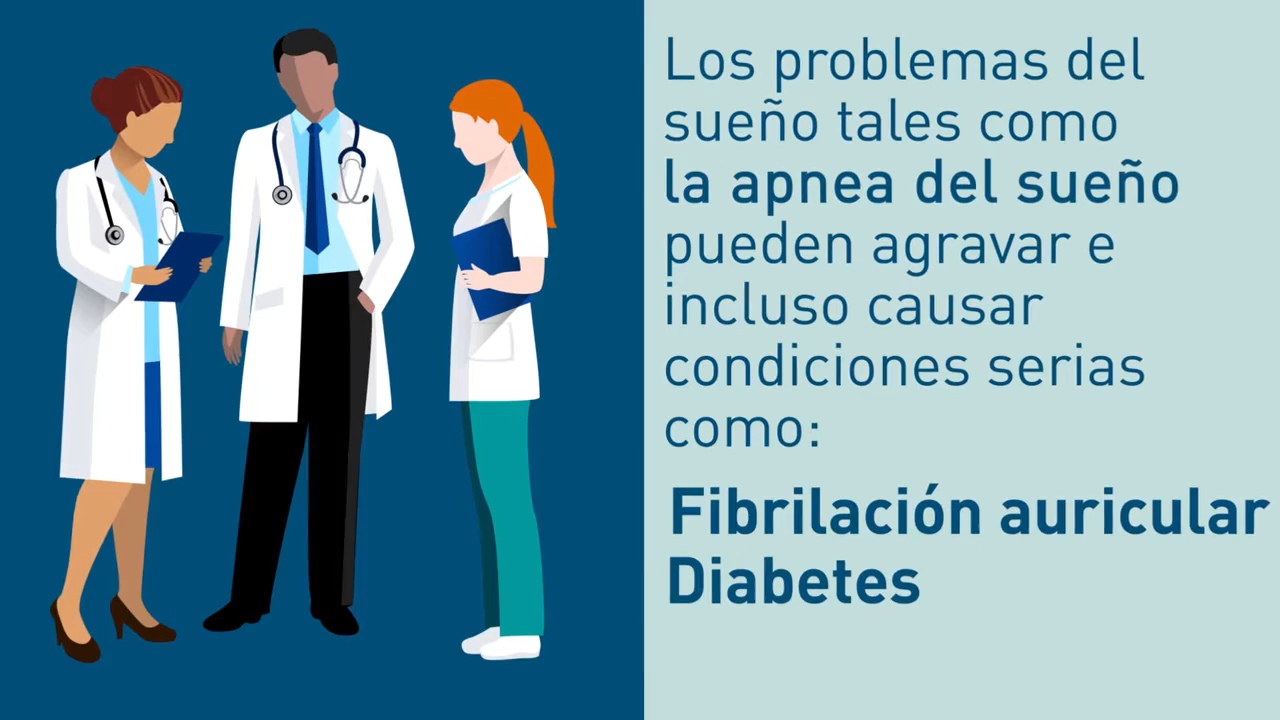 Los problemas del
sueño tales como
la apnea del sueño
pueden agravar e
incluso causar
condiciones serias
como:
Fibrilación auricular
Diabetes